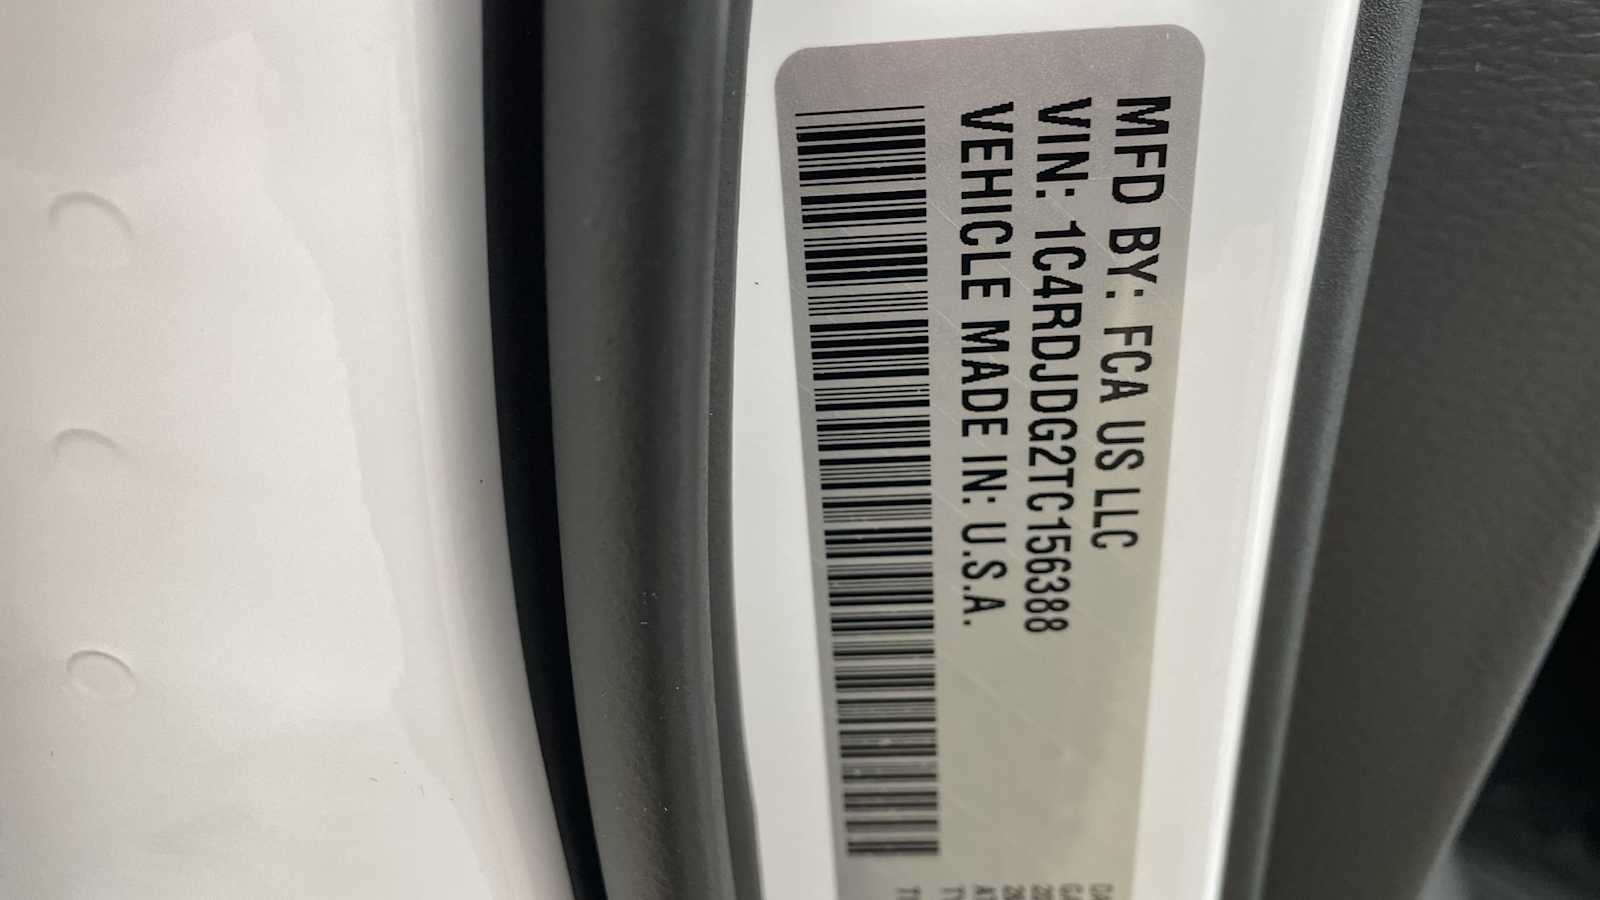 MFD BY: FCA US LLC
VIN: 1C4RDJDG2TC156388
VEHICLE MADE IN: U.S.A.